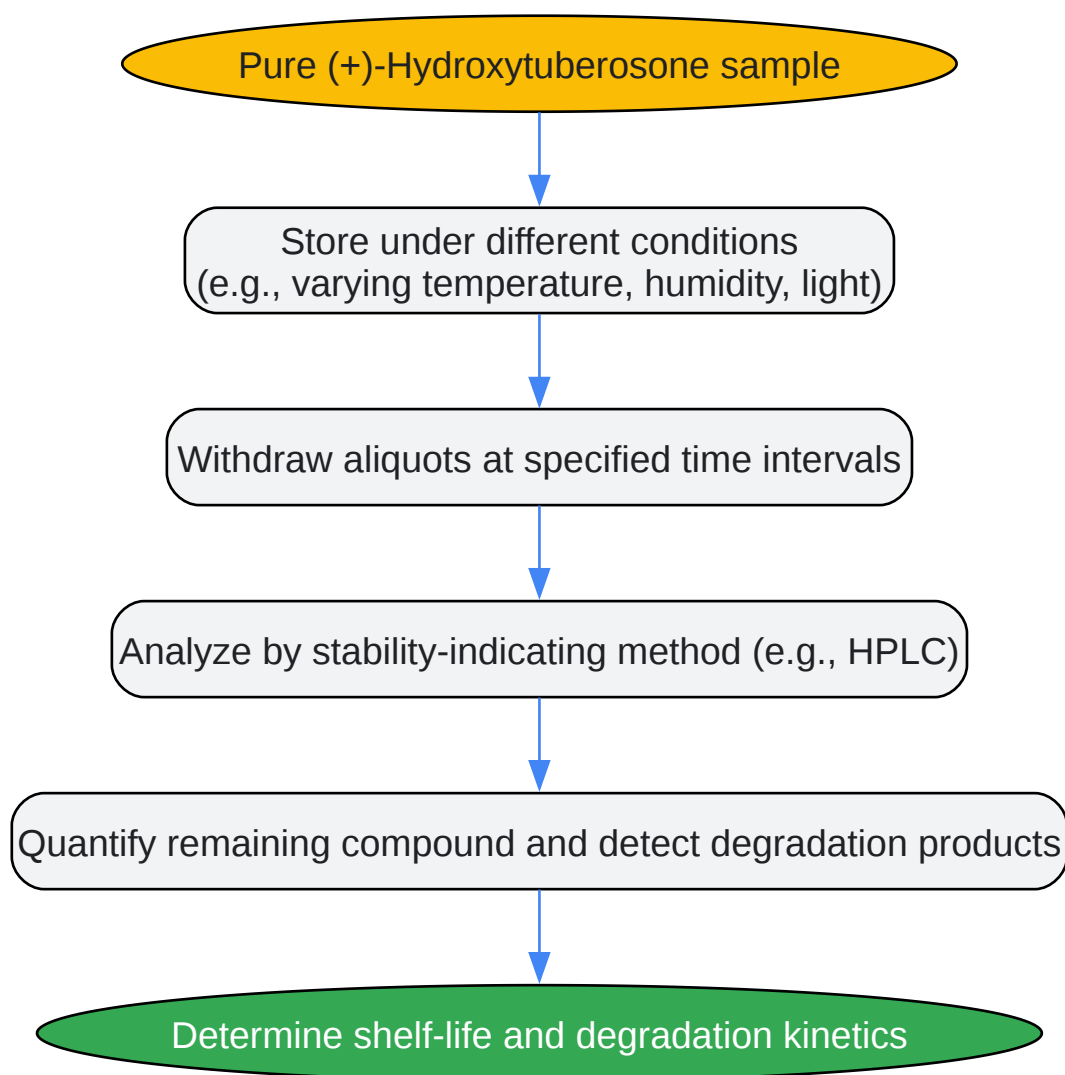 Pure (+)-Hydroxytuberosone sample
Store under different conditions
(e.g., varying temperature, humidity, light)
Withdraw aliquots at specified time intervals
Analyze by stability-indicating method (e.g., HPLC)
Quantify remaining compound and detect degradation products
Determine shelf-life and degradation kinetics